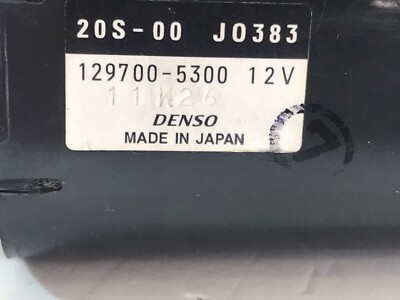 20S-00 J0383
129700-5300 12V
11K26
DENSO
MADE IN JAPAN